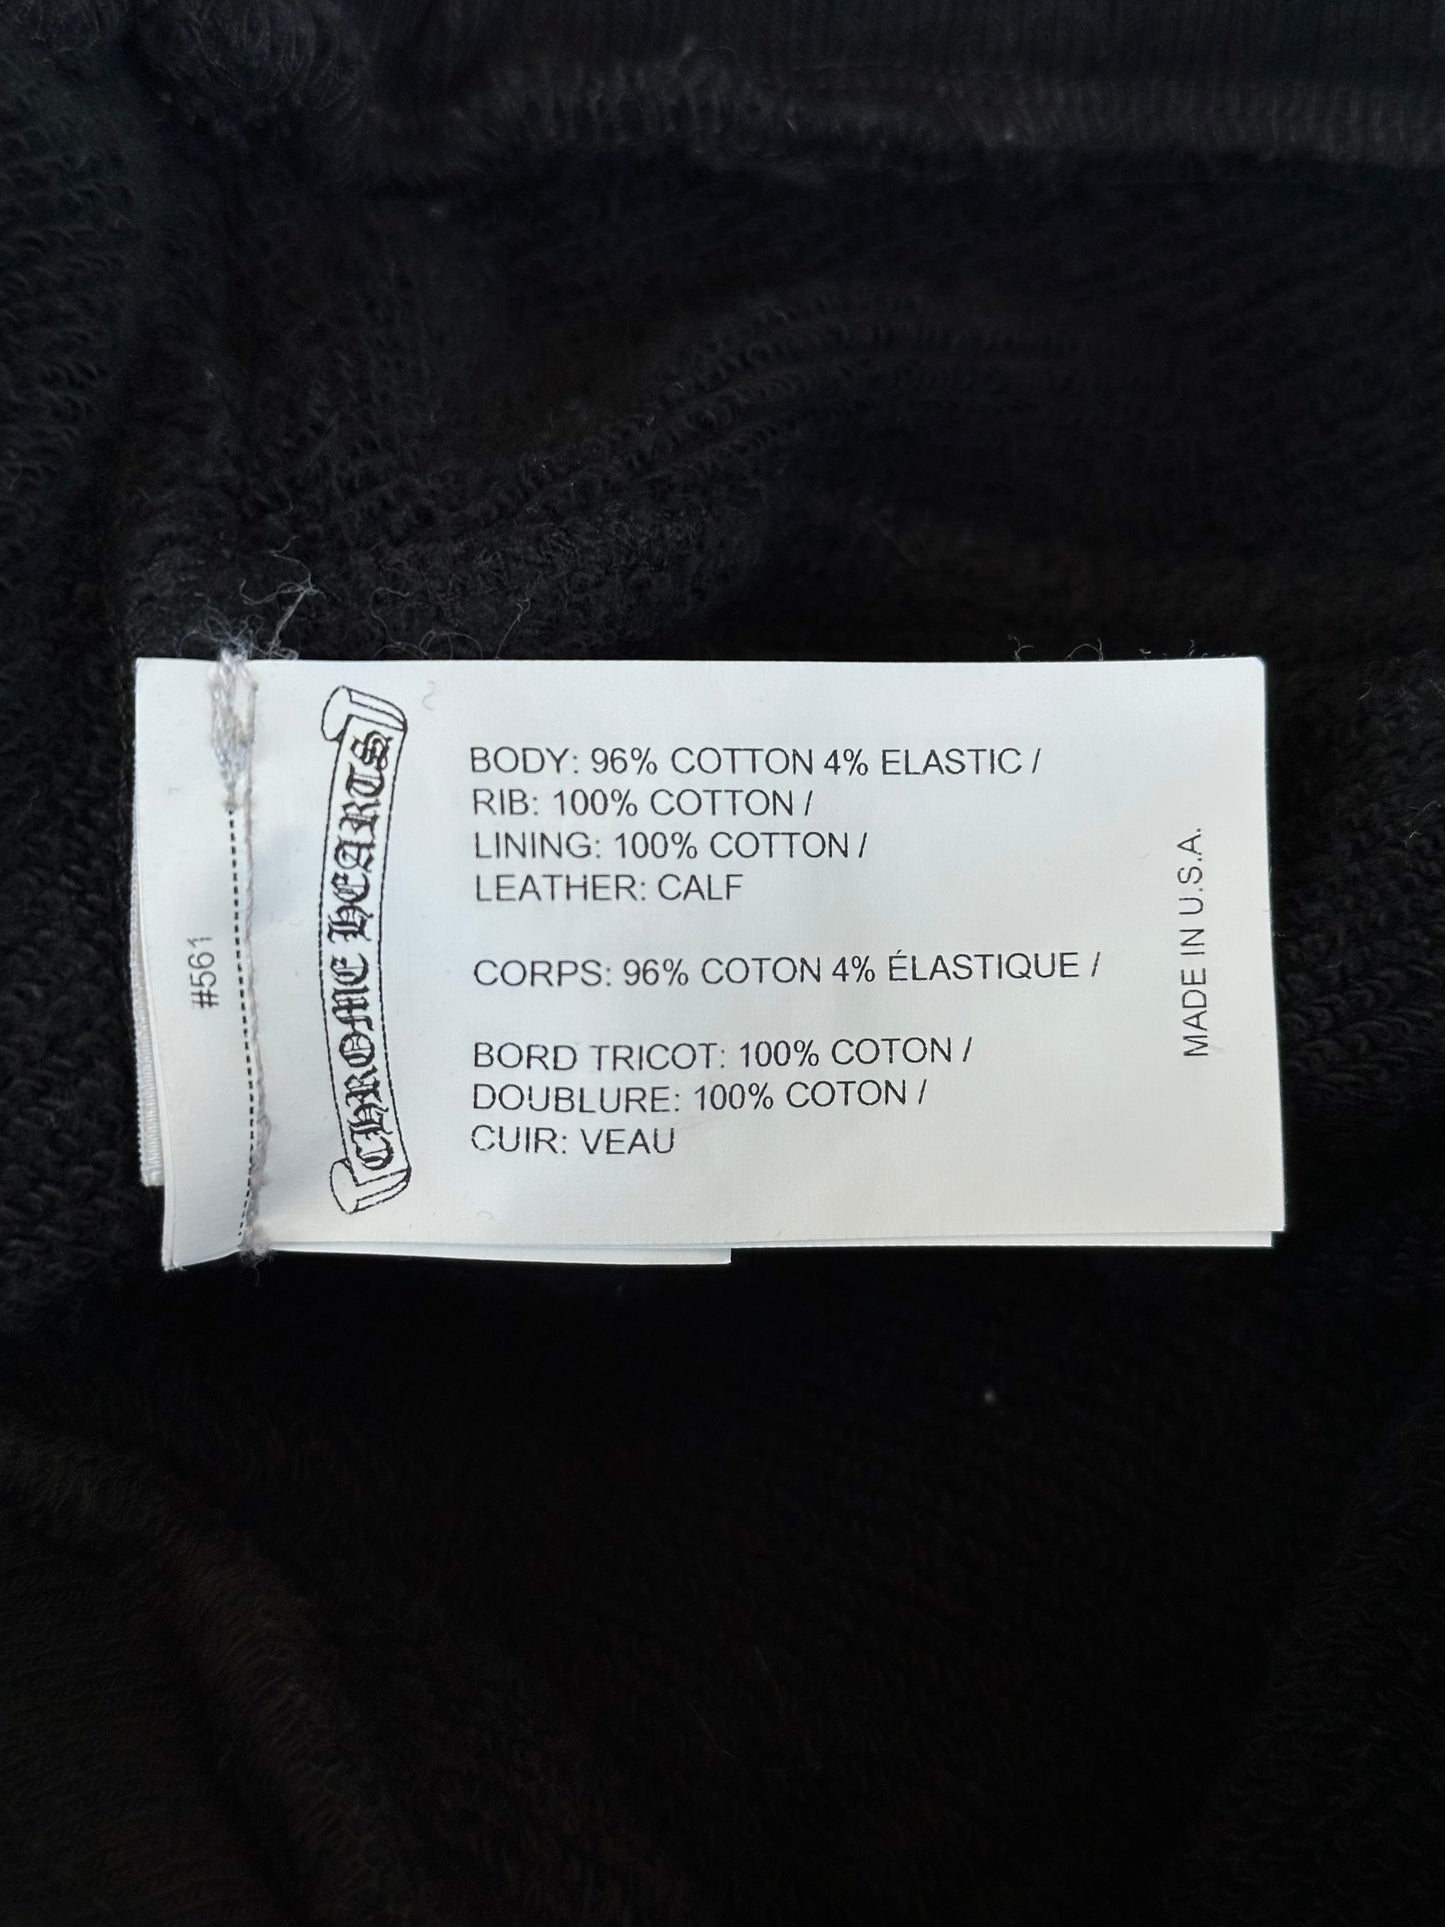 #561
CHROME HEARTS
BODY: 96% COTTON 4% ELASTIC /
RIB: 100% COTTON /
LINING: 100% COTTON /
LEATHER: CALF
CORPS: 96% COTON 4% ÉLASTIQUE /
BORD TRICOT: 100% COTON /
DOUBLURE: 100% COTON /
CUIR: VEAU
MADE IN U.S.A.